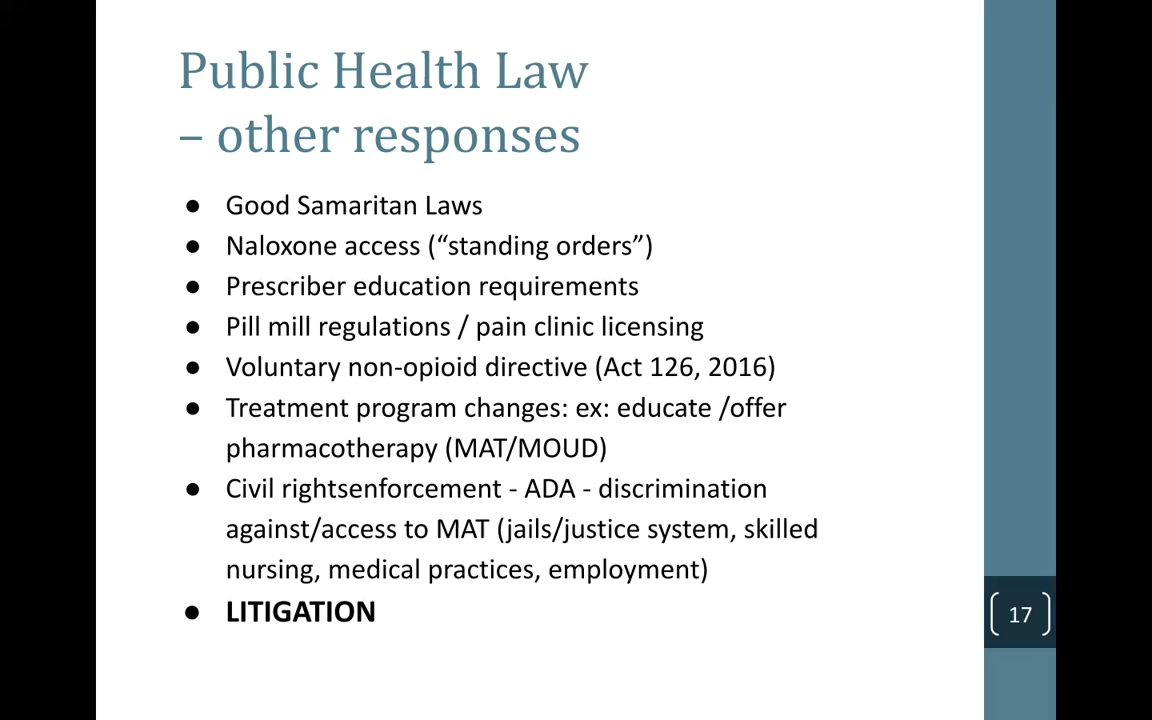 Public Health Law
– other responses
● Good Samaritan Laws
● Naloxone access (“standing orders”)
● Prescriber education requirements
● Pill mill regulations / pain clinic licensing
● Voluntary non-opioid directive (Act 126, 2016)
● Treatment program changes: ex: educate /offer
pharmacotherapy (MAT/MOUD)
● Civil rightsenforcement - ADA - discrimination
against/access to MAT (jails/justice system, skilled
nursing, medical practices, employment)
● LITIGATION
17